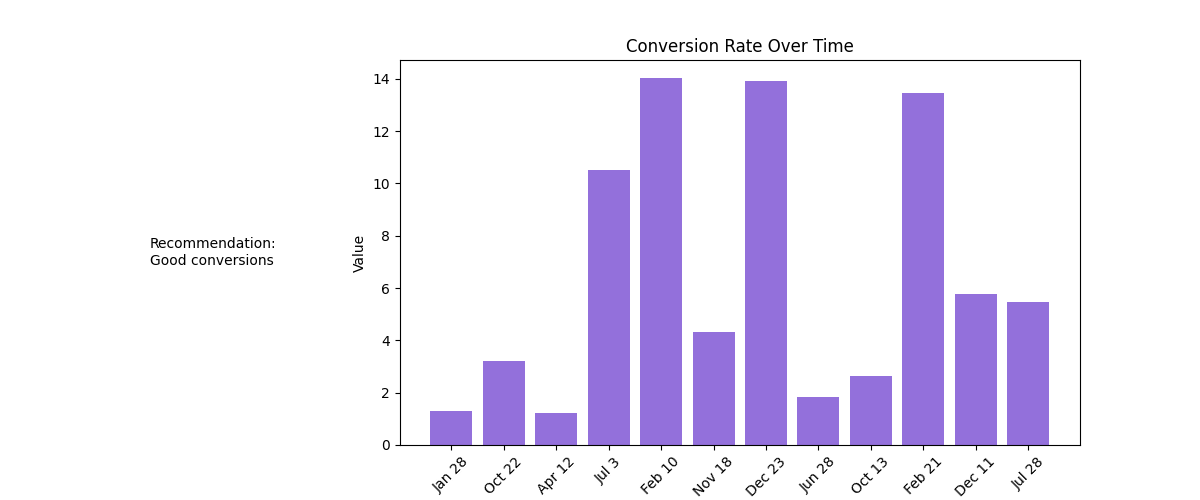 Conversion Rate Over Time
Recommendation:
Good conversions
Value
14
12
10
8
6
4
2
0
Jan 28
Oct 22
Apr 12
Jul 3
Feb 10
Nov 18
Dec 23
Jun 28
Oct 13
Feb 21
Dec 11
Jul 28